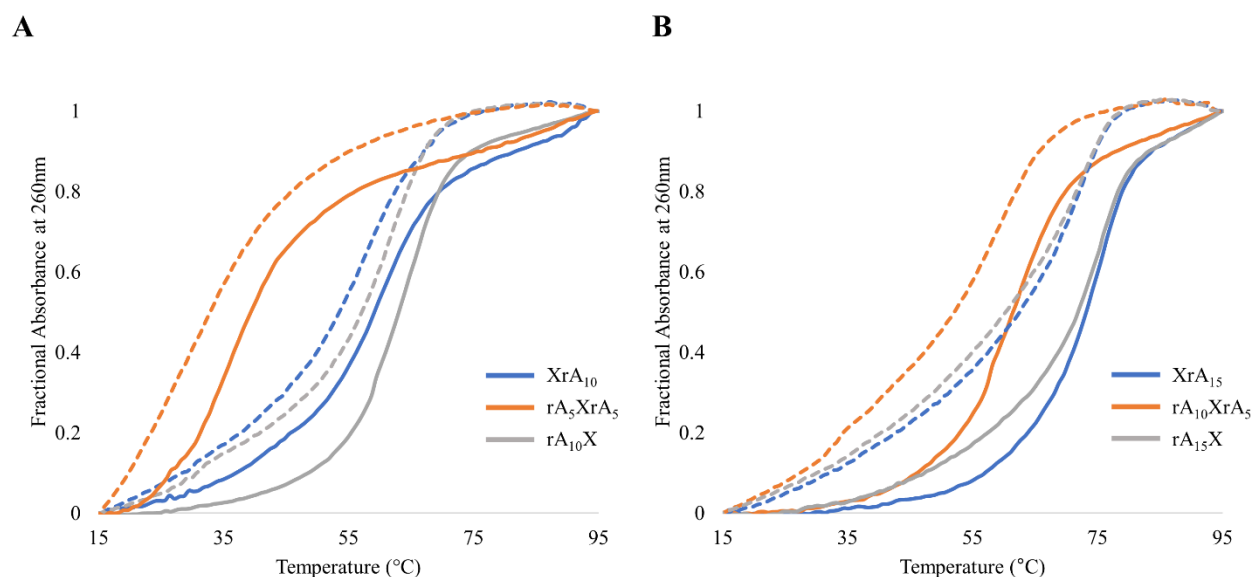 A
Fractional Absorbance at 260nm
1
0.8
0.6
0.4
0.2
0
15
35
55
75
95
Temperature (°C)
XrA₁₀
rA₅XrA₅
rA₁₀X
B
Fractional Absorbance at 260nm
1
0.8
0.6
0.4
0.2
0
15
35
55
75
95
Temperature (°C)
XrA₁₅
rA₁₀XrA₅
rA₁₅X